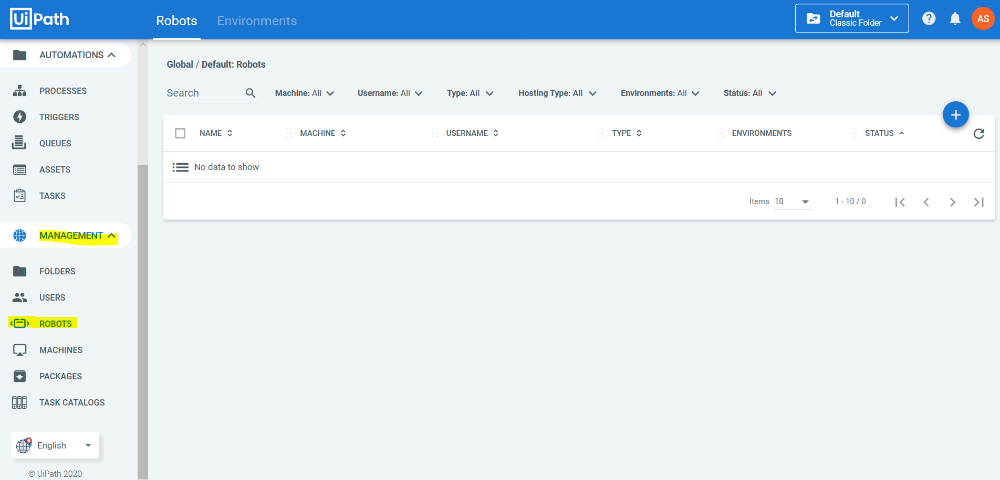 UiPath
Robots Environments
Default
Classic Folder
AS
AUTOMATIONS
PROCESSES
TRIGGERS
QUEUES
ASSETS
TASKS
MANAGEMENT
FOLDERS
USERS
ROBOTS
MACHINES
PACKAGES
TASK CATALOGS
English
© UiPath 2020
Global / Default: Robots
Search Machine: All Username: All Type: All Hosting Type: All Environments: All Status: All
NAME MACHINE USERNAME TYPE ENVIRONMENTS STATUS
No data to show
Items 10 1 - 10 / 0